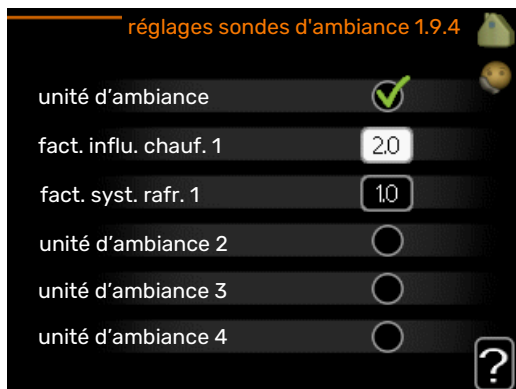 réglages sondes d'ambiance 1.9.4
unité d'ambiance
fact. influ. chauf. 1 2.0
fact. syst. rafr. 1 1.0
unité d'ambiance 2
unité d'ambiance 3
unité d'ambiance 4
?